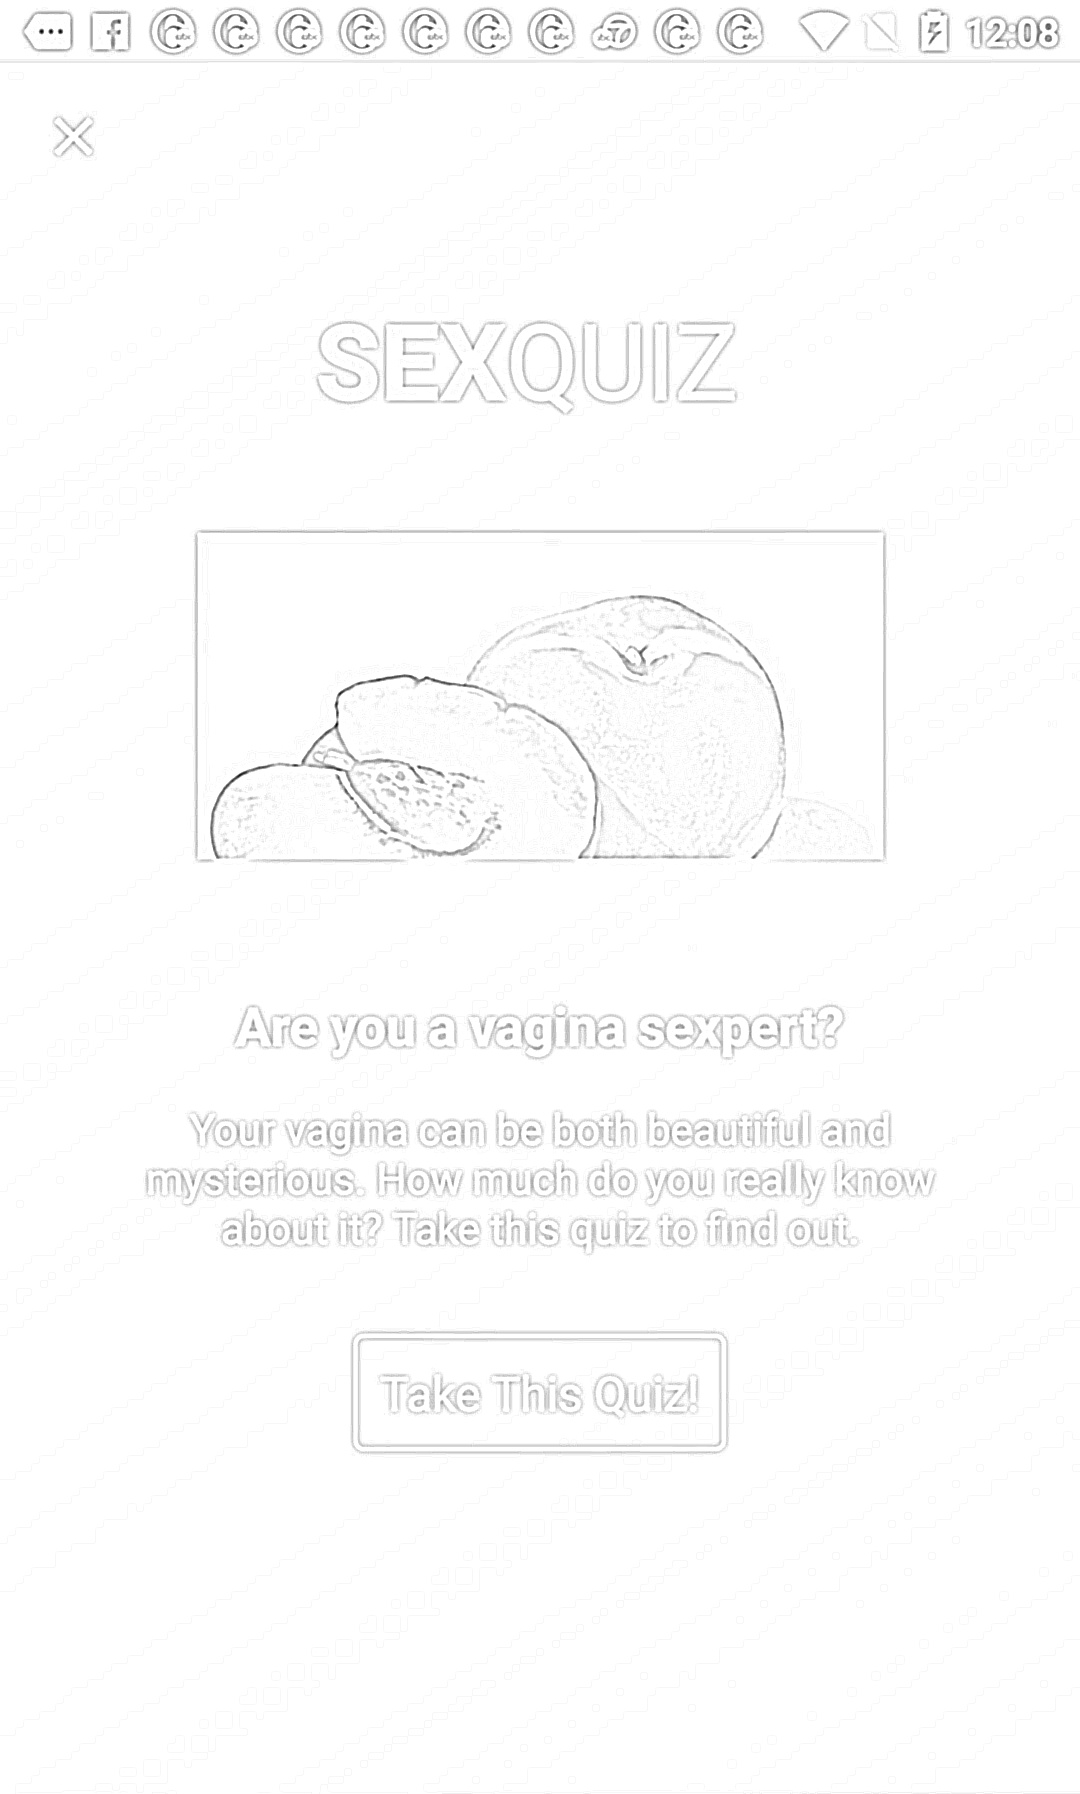 12:08
SEXQUIZ
Are you a vagina sexpert?
Your vagina can be both beautiful and
mysterious. How much do you really know
about it? Take this quiz to find out.
Take This Quiz!